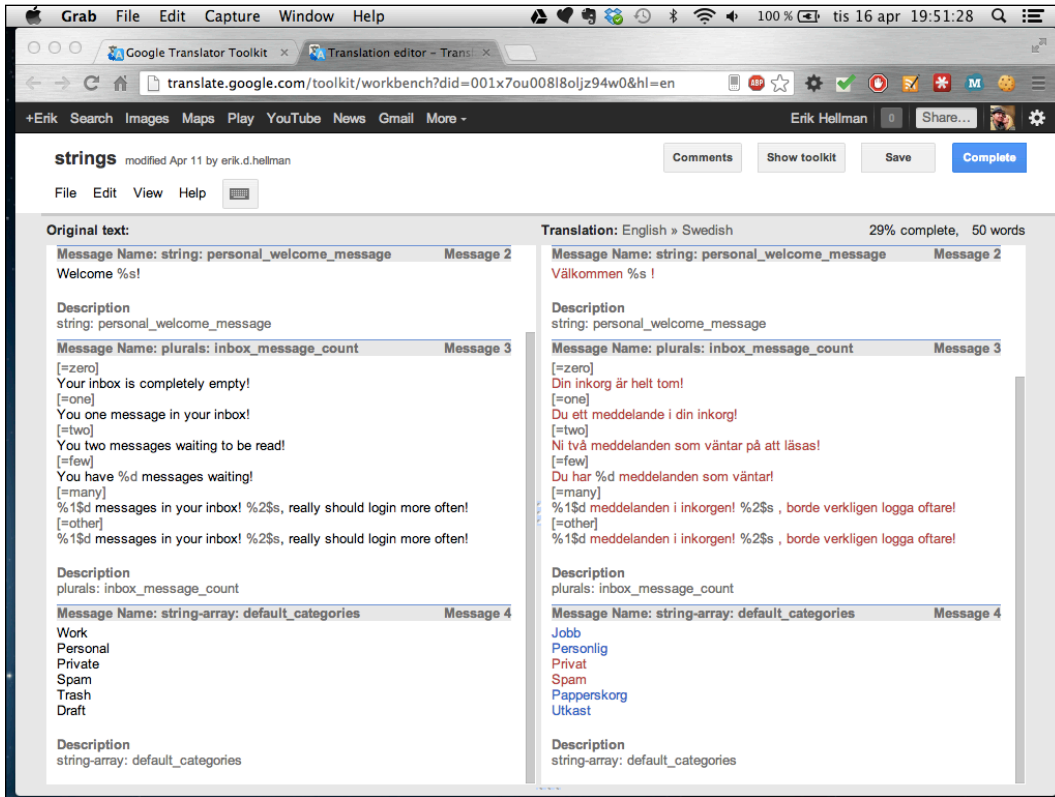 Grab File Edit Capture Window Help 100 % tis 16 apr 19:51:28
Google Translator Toolkit × Translation editor – Transl ×
translate.google.com/toolkit/workbench?did=001x7ou008l8oljz94w0&hl=en ABP M
+Erik Search Images Maps Play YouTube News Gmail More Erik Hellman 0 Share...
strings modified Apr 11 by erik.d.hellman Comments Show toolkit Save Complete
File Edit View Help
Original text:
Message Name: string: personal_welcome_message Message 2
Welcome %s!
Description
string: personal_welcome_message
Message Name: plurals: inbox_message_count Message 3
[=zero]
Your inbox is completely empty!
[=one]
You one message in your inbox!
[=two]
You two messages waiting to be read!
[=few]
You have %d messages waiting!
[=many]
%1$d messages in your inbox! %2$s, really should login more often!
[=other]
%1$d messages in your inbox! %2$s, really should login more often!
Description
plurals: inbox_message_count
Message Name: string-array: default_categories Message 4
Work
Personal
Private
Spam
Trash
Draft
Description
string-array: default_categories
Translation: English » Swedish 29% complete, 50 words
Message Name: string: personal_welcome_message Message 2
Välkommen %s !
Description
string: personal_welcome_message
Message Name: plurals: inbox_message_count Message 3
[=zero]
Din inkorg är helt tom!
[=one]
Du ett meddelande i din inkorg!
[=two]
Ni två meddelanden som väntar på att läsas!
[=few]
Du har %d meddelanden som väntar!
[=many]
%1$d meddelanden i inkorgen! %2$s , borde verkligen logga oftare!
[=other]
%1$d meddelanden i inkorgen! %2$s , borde verkligen logga oftare!
Description
plurals: inbox_message_count
Message Name: string-array: default_categories Message 4
Jobb
Personlig
Privat
Spam
Papperskorg
Utkast
Description
string-array: default_categories